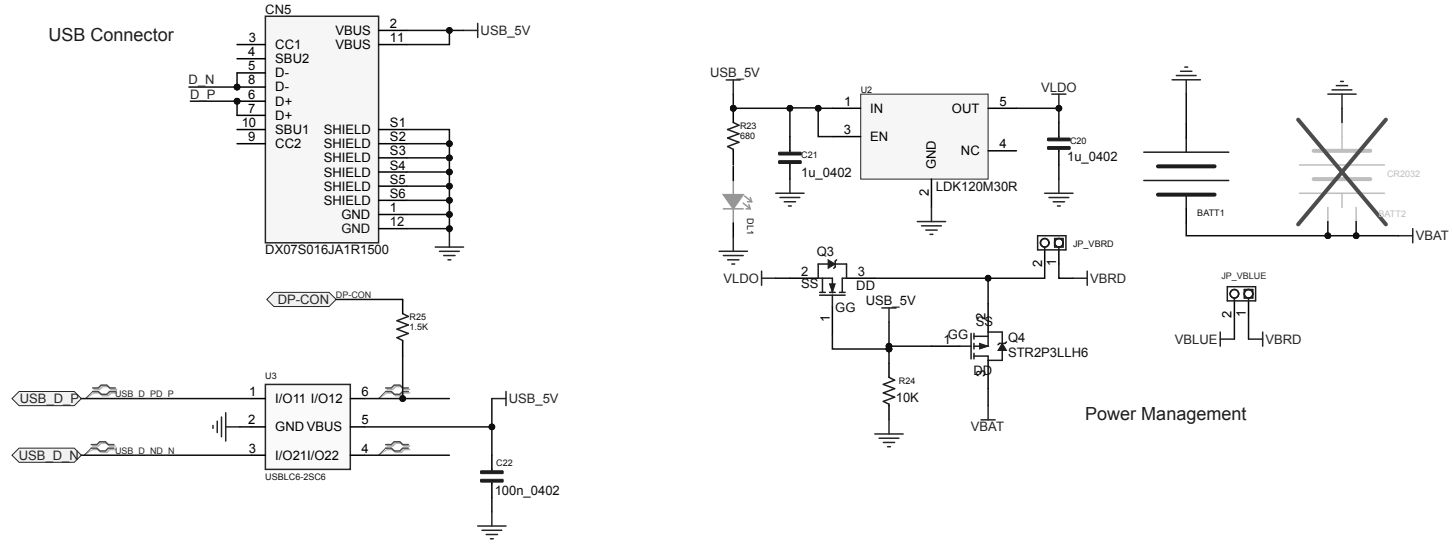 CN5
USB Connector
VBUS 2 USB_5V
VBUS 11
3 CC1
4 SBU2
5 D-
D_N 8 D-
D_P 6 D+
7 D+
10 SBU1 SHIELD S1
9 CC2 SHIELD S2
SHIELD S3
SHIELD S4
SHIELD S5
SHIELD S6
GND 1
GND 12
DX07S016JA1R1500
DP-CON DP-CON
R25
1.5K
U3
USB_D_P USB_D_PD_P 1 I/O11 I/O12 6
2 GND VBUS 5 USB_5V
USB_D_N USB_D_ND_N 3 I/O21 I/O22 4
USBLC6-2SC6
C22
100n_0402
USB_5V
U2
VLDO
1 IN OUT 5
R23
680
3 EN
C21
1u_0402
GND
2
NC 4
C20
1u_0402
LDK120M30R
DL1
BATT1
CR2032
BATT2
VBAT
Q3
VLDO 2 SS 3 DD
GG
1
JP_VBRD
2 1
VBRD
USB_5V
2
SS
GG 1 Q4
STR2P3LLH6
DD
3
R24
10K
VBAT
JP_VBLUE
2 1
VBLUE VBRD
Power Management